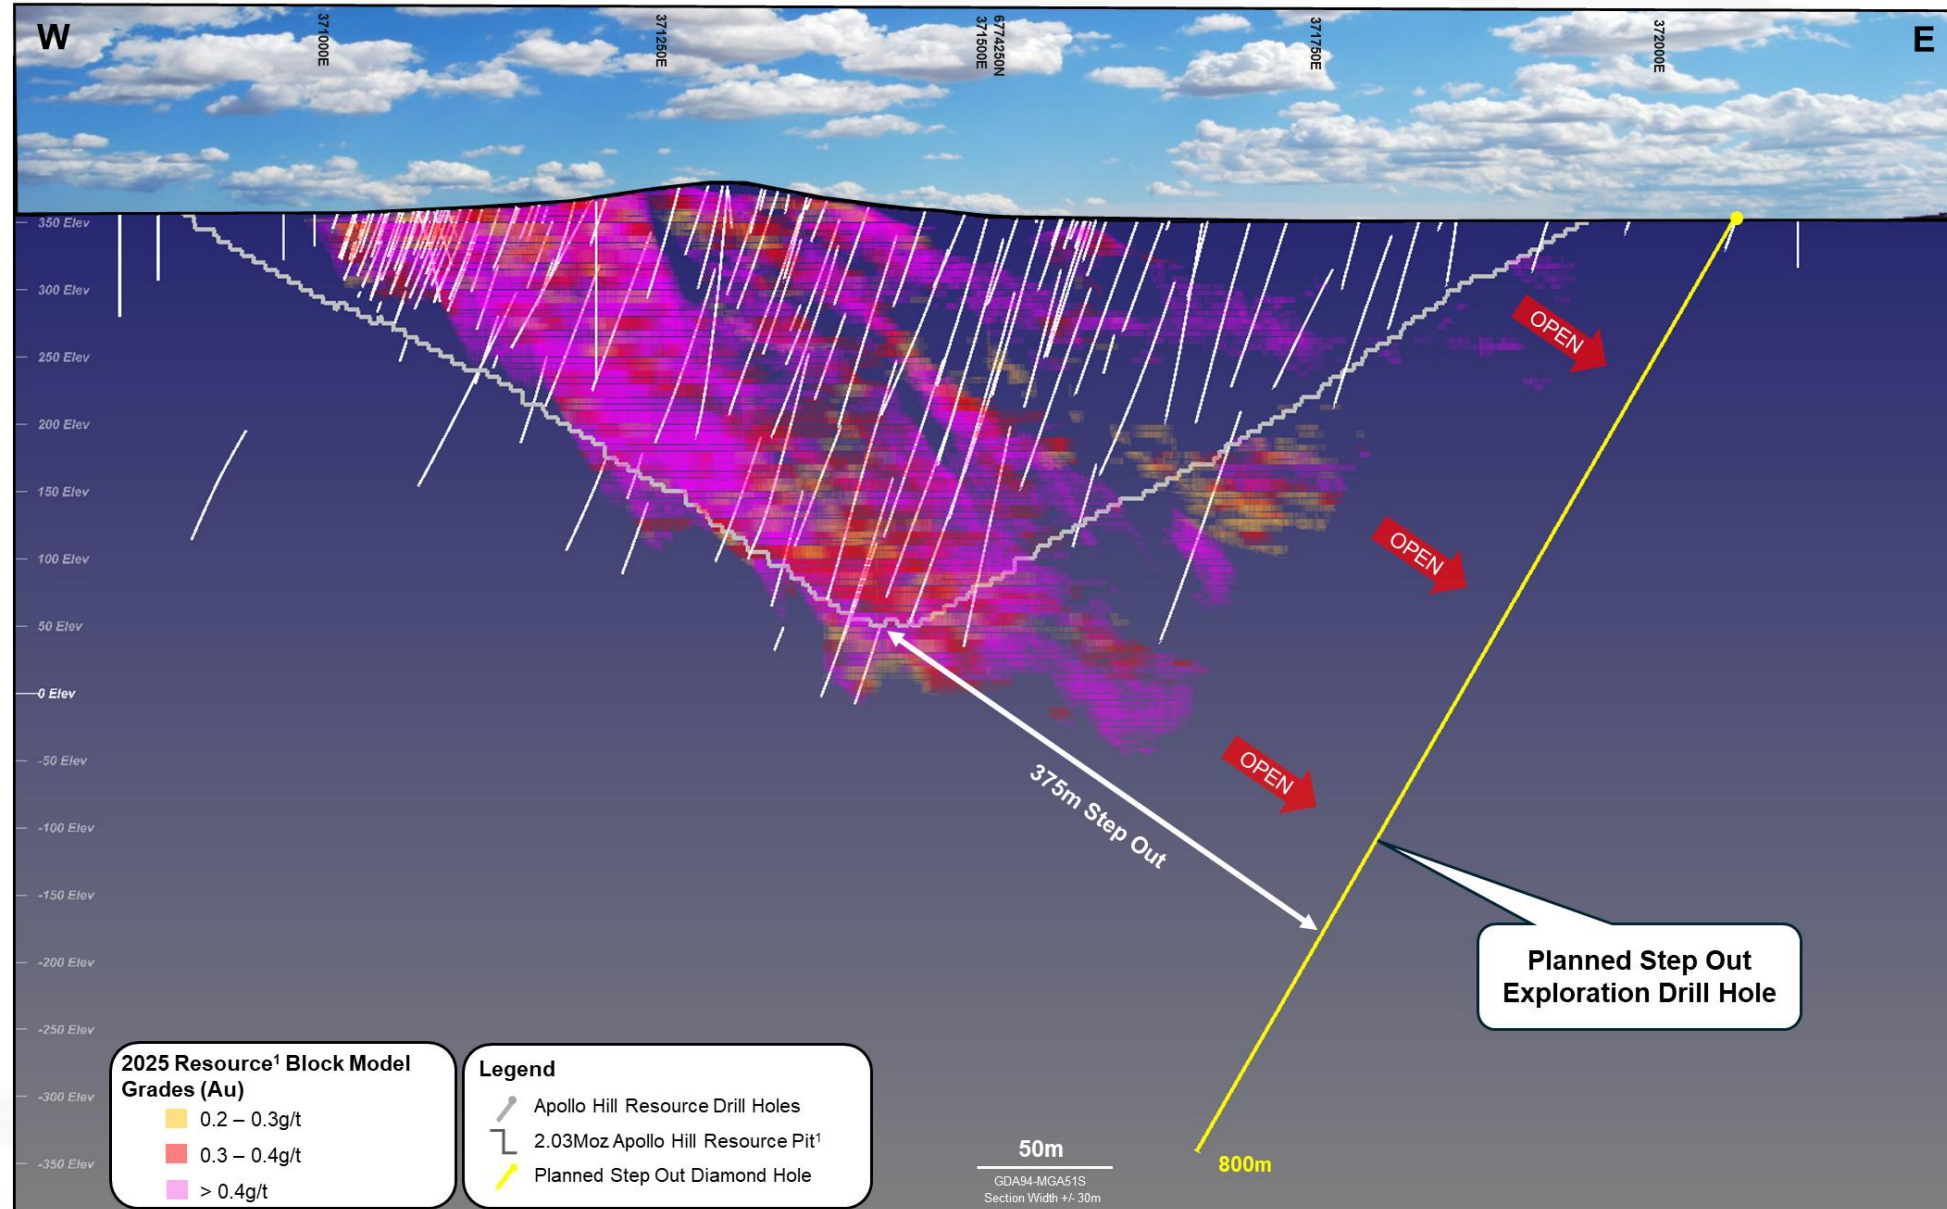 W
E
371000E
371250E
6774250N
371500E
371750E
372000E
350 Elev
300 Elev
250 Elev
200 Elev
150 Elev
100 Elev
50 Elev
0 Elev
-50 Elev
-100 Elev
-150 Elev
-200 Elev
-250 Elev
-300 Elev
-350 Elev
OPEN
OPEN
OPEN
375m Step Out
Planned Step Out
Exploration Drill Hole
2025 Resource¹ Block Model
Grades (Au)
0.2 – 0.3g/t
0.3 – 0.4g/t
> 0.4g/t
Legend
Apollo Hill Resource Drill Holes
2.03Moz Apollo Hill Resource Pit¹
Planned Step Out Diamond Hole
50m
GDA94-MGA51S
Section Width +/- 30m
800m